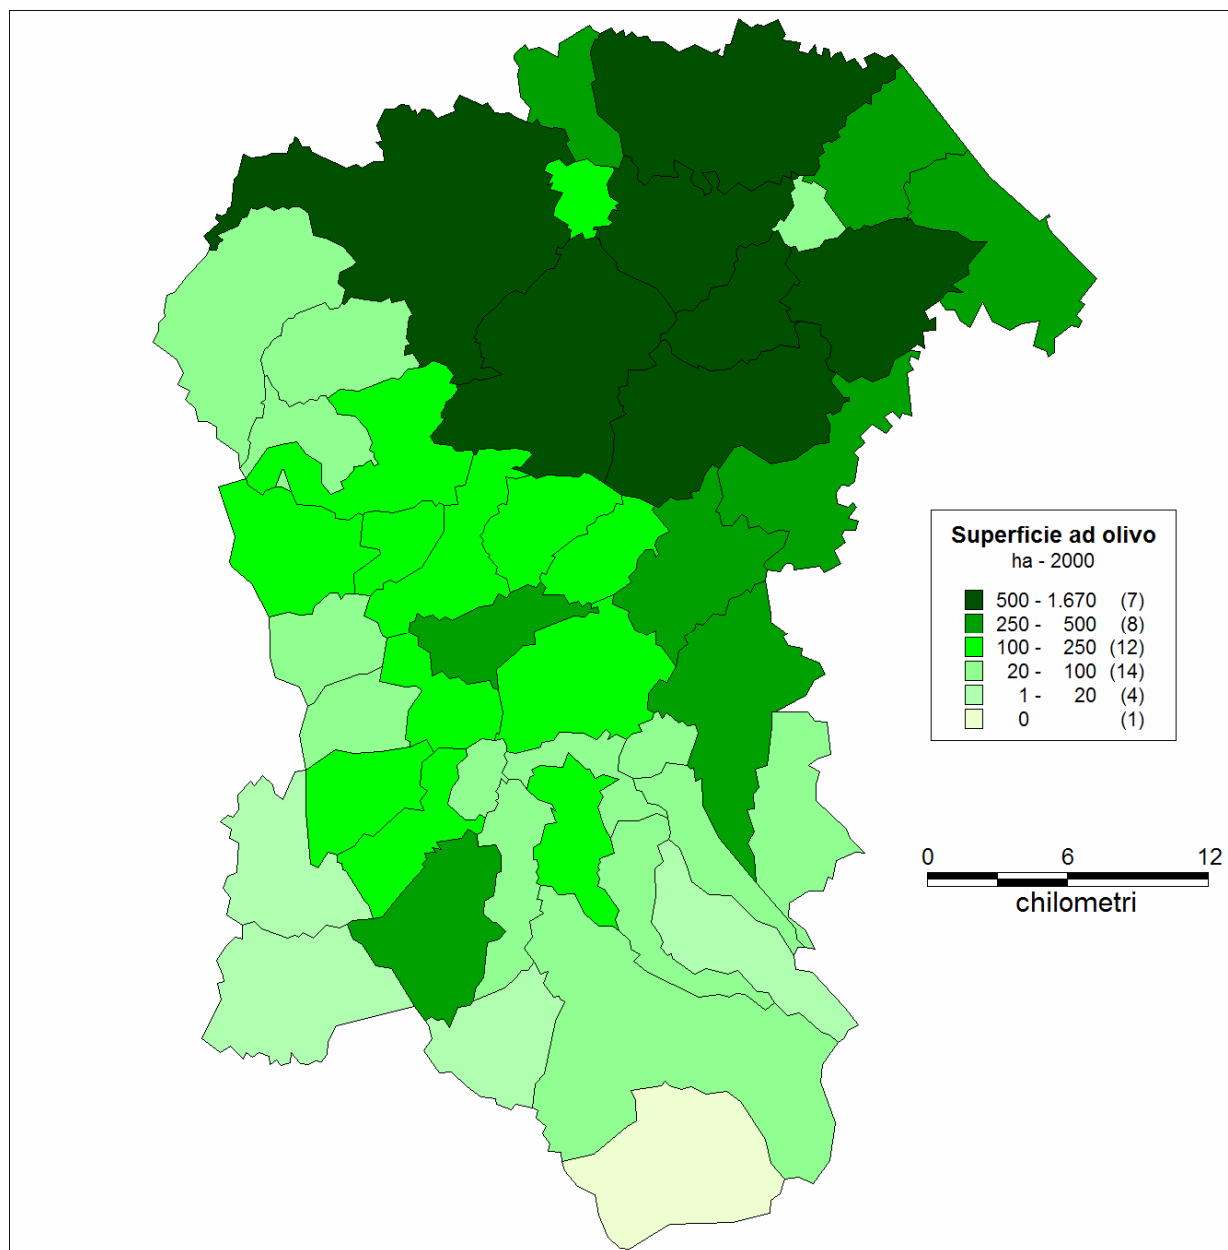 Superficie ad olivo
ha - 2000
500 - 1.670 (7)
250 - 500 (8)
100 - 250 (12)
20 - 100 (14)
1 - 20 (4)
0 (1)
0 6 12
chilometri